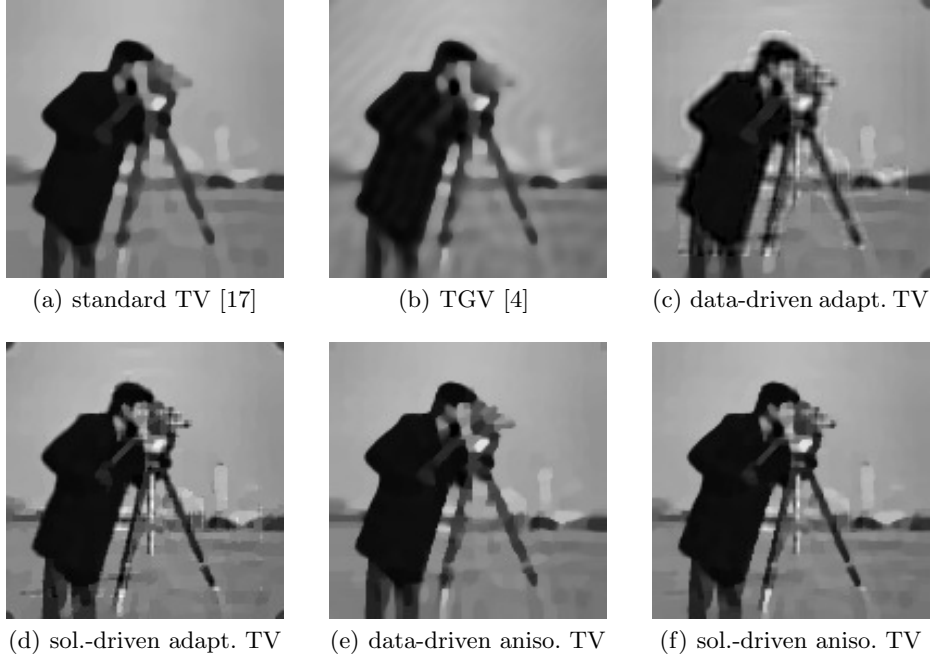 (a) standard TV [17]
(b) TGV [4]
(c) data-driven adapt. TV
(d) sol.-driven adapt. TV
(e) data-driven aniso. TV
(f) sol.-driven aniso. TV